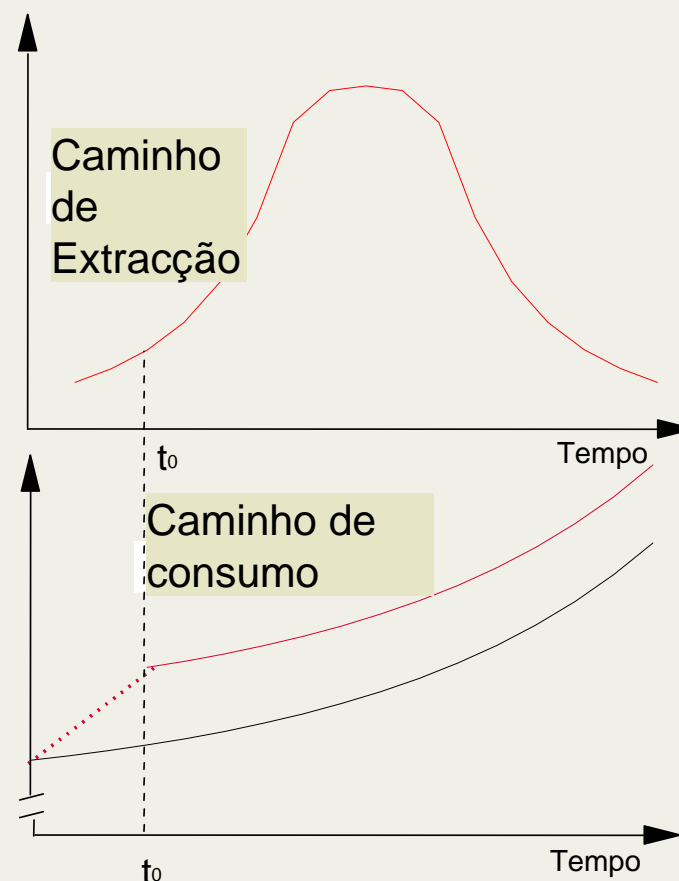 Caminho
de
Extracção
t0
Tempo
Caminho de
consumo
t0
Tempo